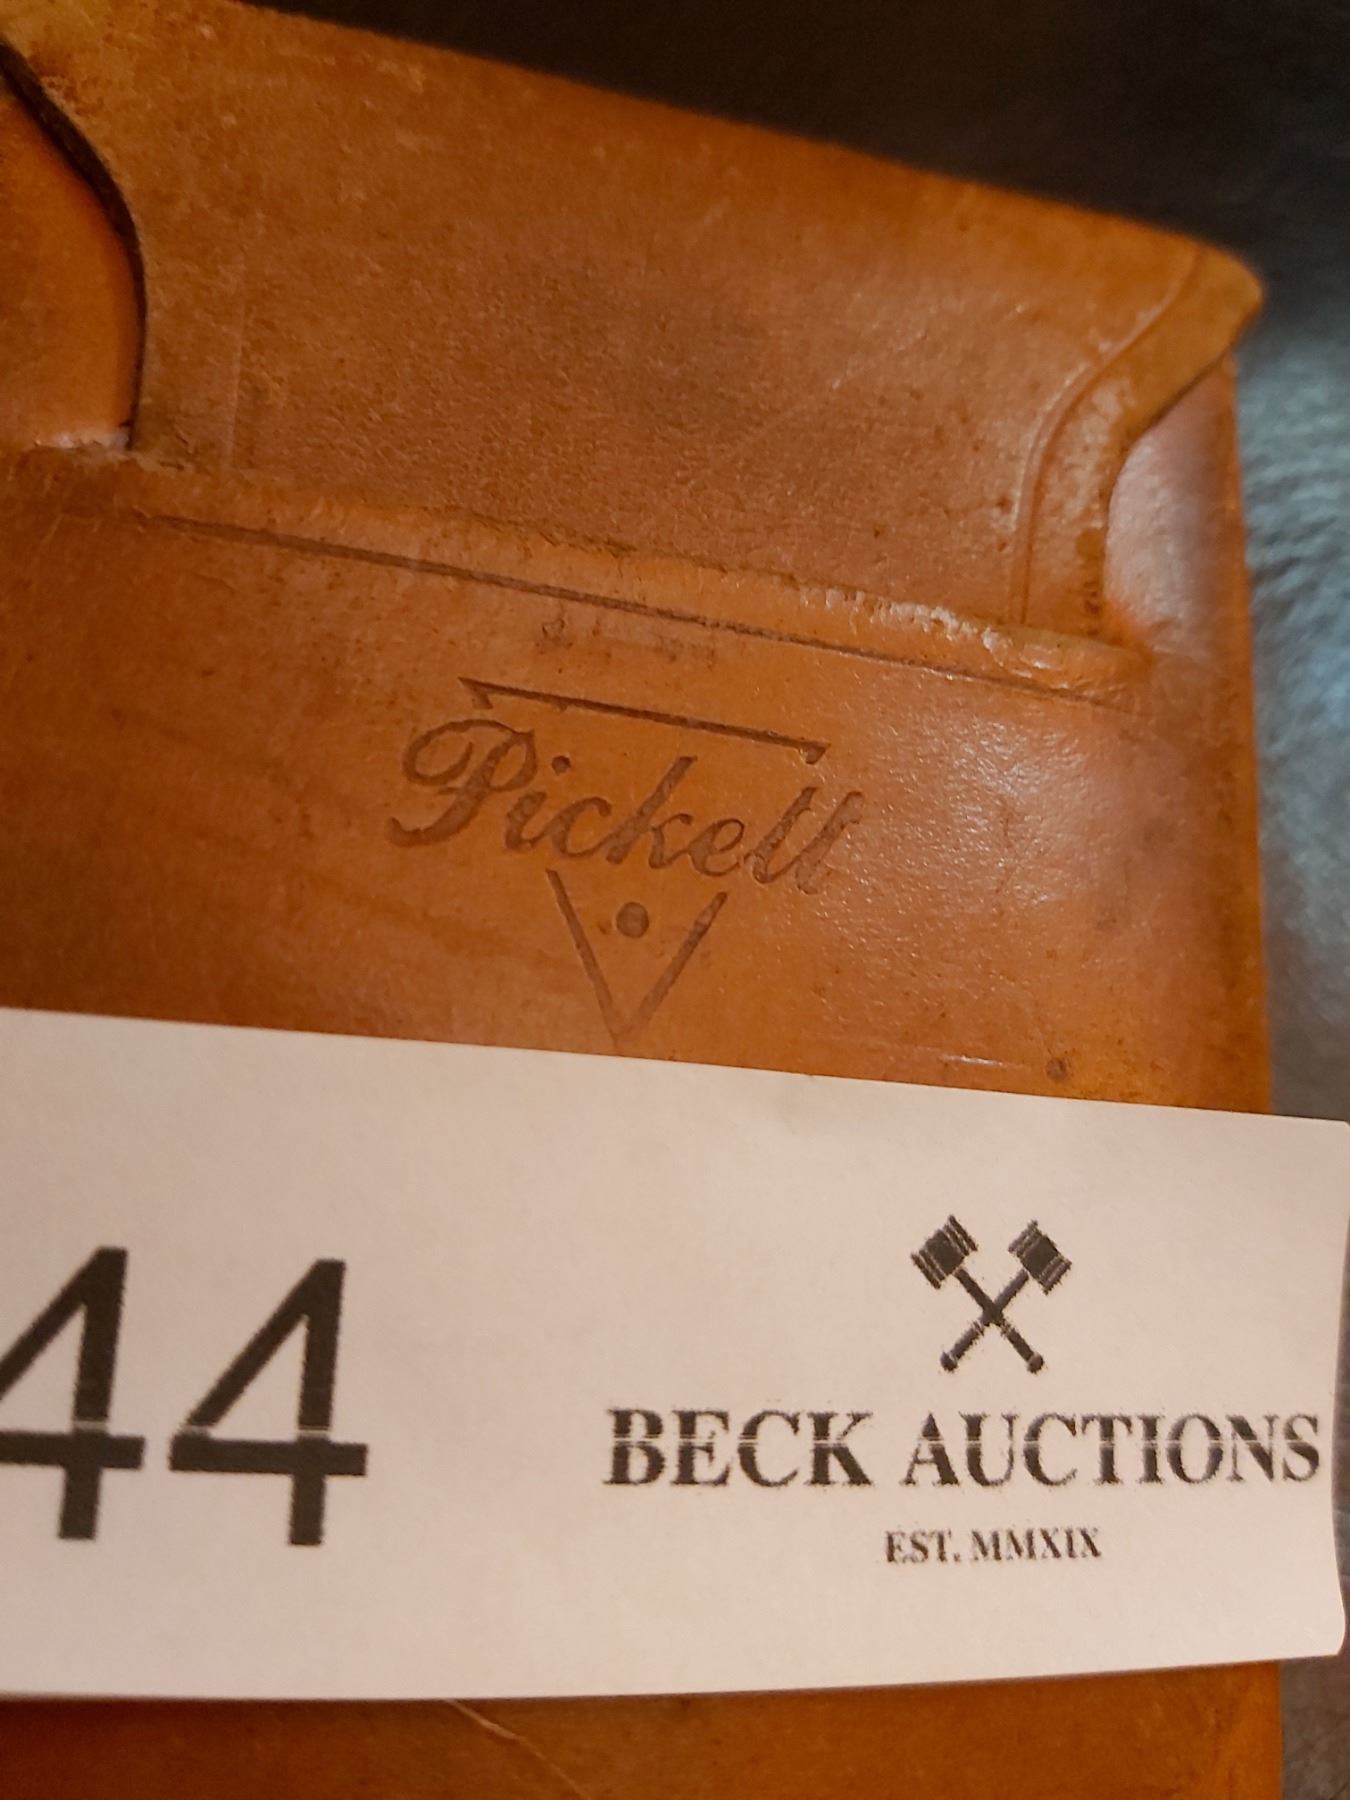 Pickett
44
BECK AUCTIONS
EST. MMXIX